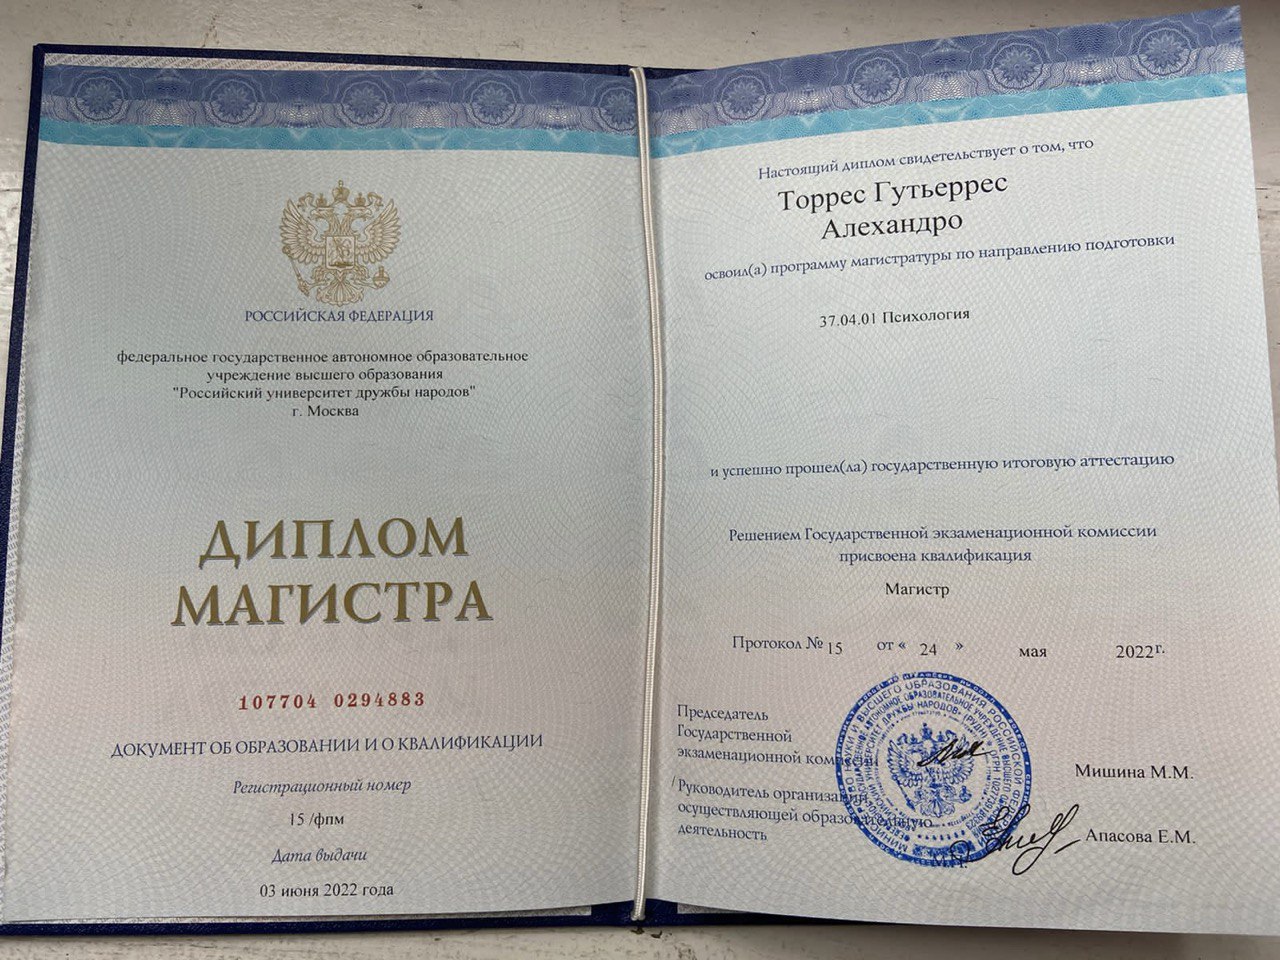 РОССИЙСКАЯ ФЕДЕРАЦИЯ
федеральное государственное автономное образовательное
учреждение высшего образования
"Российский университет дружбы народов"
г. Москва
ДИПЛОМ
МАГИСТРА
107704 0294883
ДОКУМЕНТ ОБ ОБРАЗОВАНИИ И О КВАЛИФИКАЦИИ
Регистрационный номер
15 /фпм
Дата выдачи
03 июня 2022 года
Настоящий диплом свидетельствует о том, что
Торрес Гутьеррес
Алехандро
освоил(а) программу магистратуры по направлению подготовки
37.04.01 Психология
и успешно прошел(ла) государственную итоговую аттестацию
Решением Государственной экзаменационной комиссии
присвоена квалификация
Магистр
Протокол № 15 от « 24 » мая 2022 г.
Председатель
Государственной
экзаменационной комиссии
Мишина М.М.
/ Руководитель организации,
осуществляющей образовательную
деятельность
Апасова Е.М.
М.П.